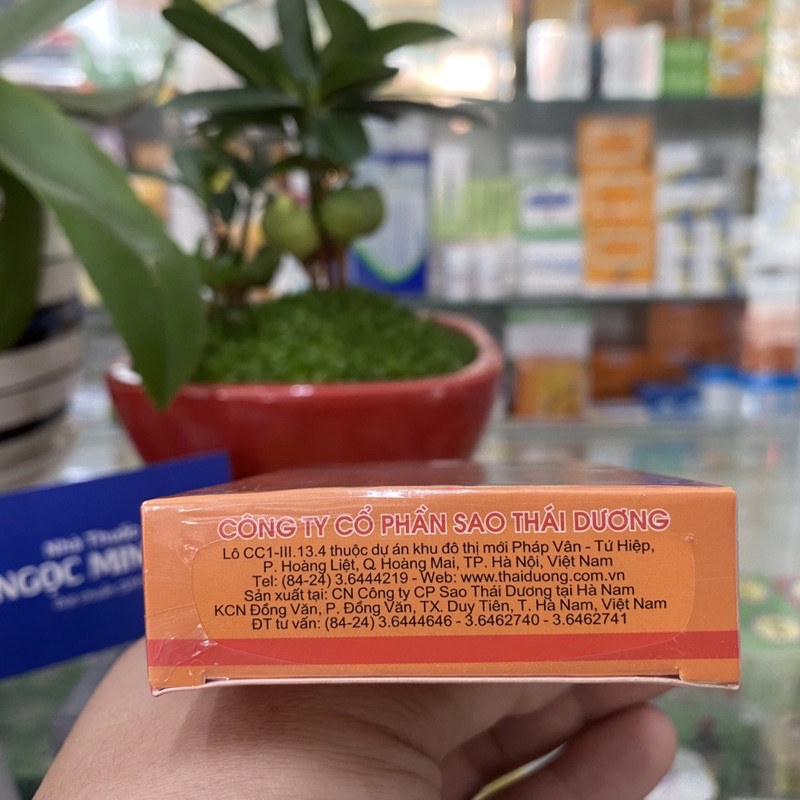 Nhà Thuốc
NGỌC MIN
CÔNG TY CỔ PHẦN SAO THÁI DƯƠNG
Lô CC1-III.13.4 thuộc dự án khu đô thị mới Pháp Vân - Tứ Hiệp,
P. Hoàng Liệt, Q. Hoàng Mai, TP. Hà Nội, Việt Nam
Tel: (84-24) 3.6444219 - Web: www.thaiduong.com.vn
Sản xuất tại: CN Công ty CP Sao Thái Dương tại Hà Nam
KCN Đồng Văn, P. Đồng Văn, TX. Duy Tiên, T. Hà Nam, Việt Nam
ĐT tư vấn: (84-24) 3.6444646 - 3.6462740 - 3.6462741